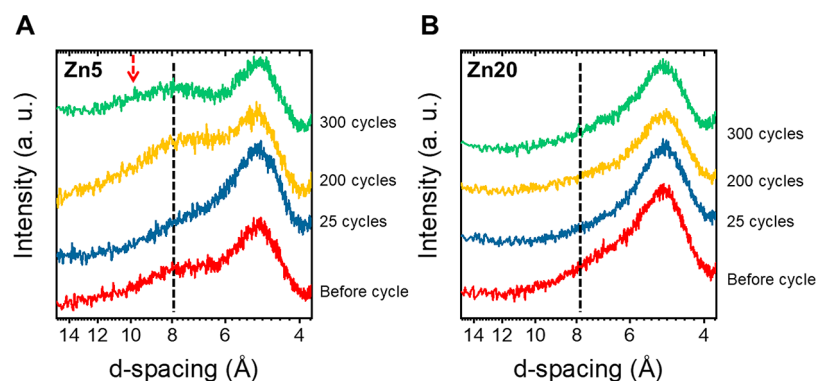 A
Zn5
Intensity (a. u.)
300 cycles
200 cycles
25 cycles
Before cycle
14 12 10 8 6 4
d-spacing (Å)
B
Zn20
Intensity (a. u.)
300 cycles
200 cycles
25 cycles
Before cycle
14 12 10 8 6 4
d-spacing (Å)